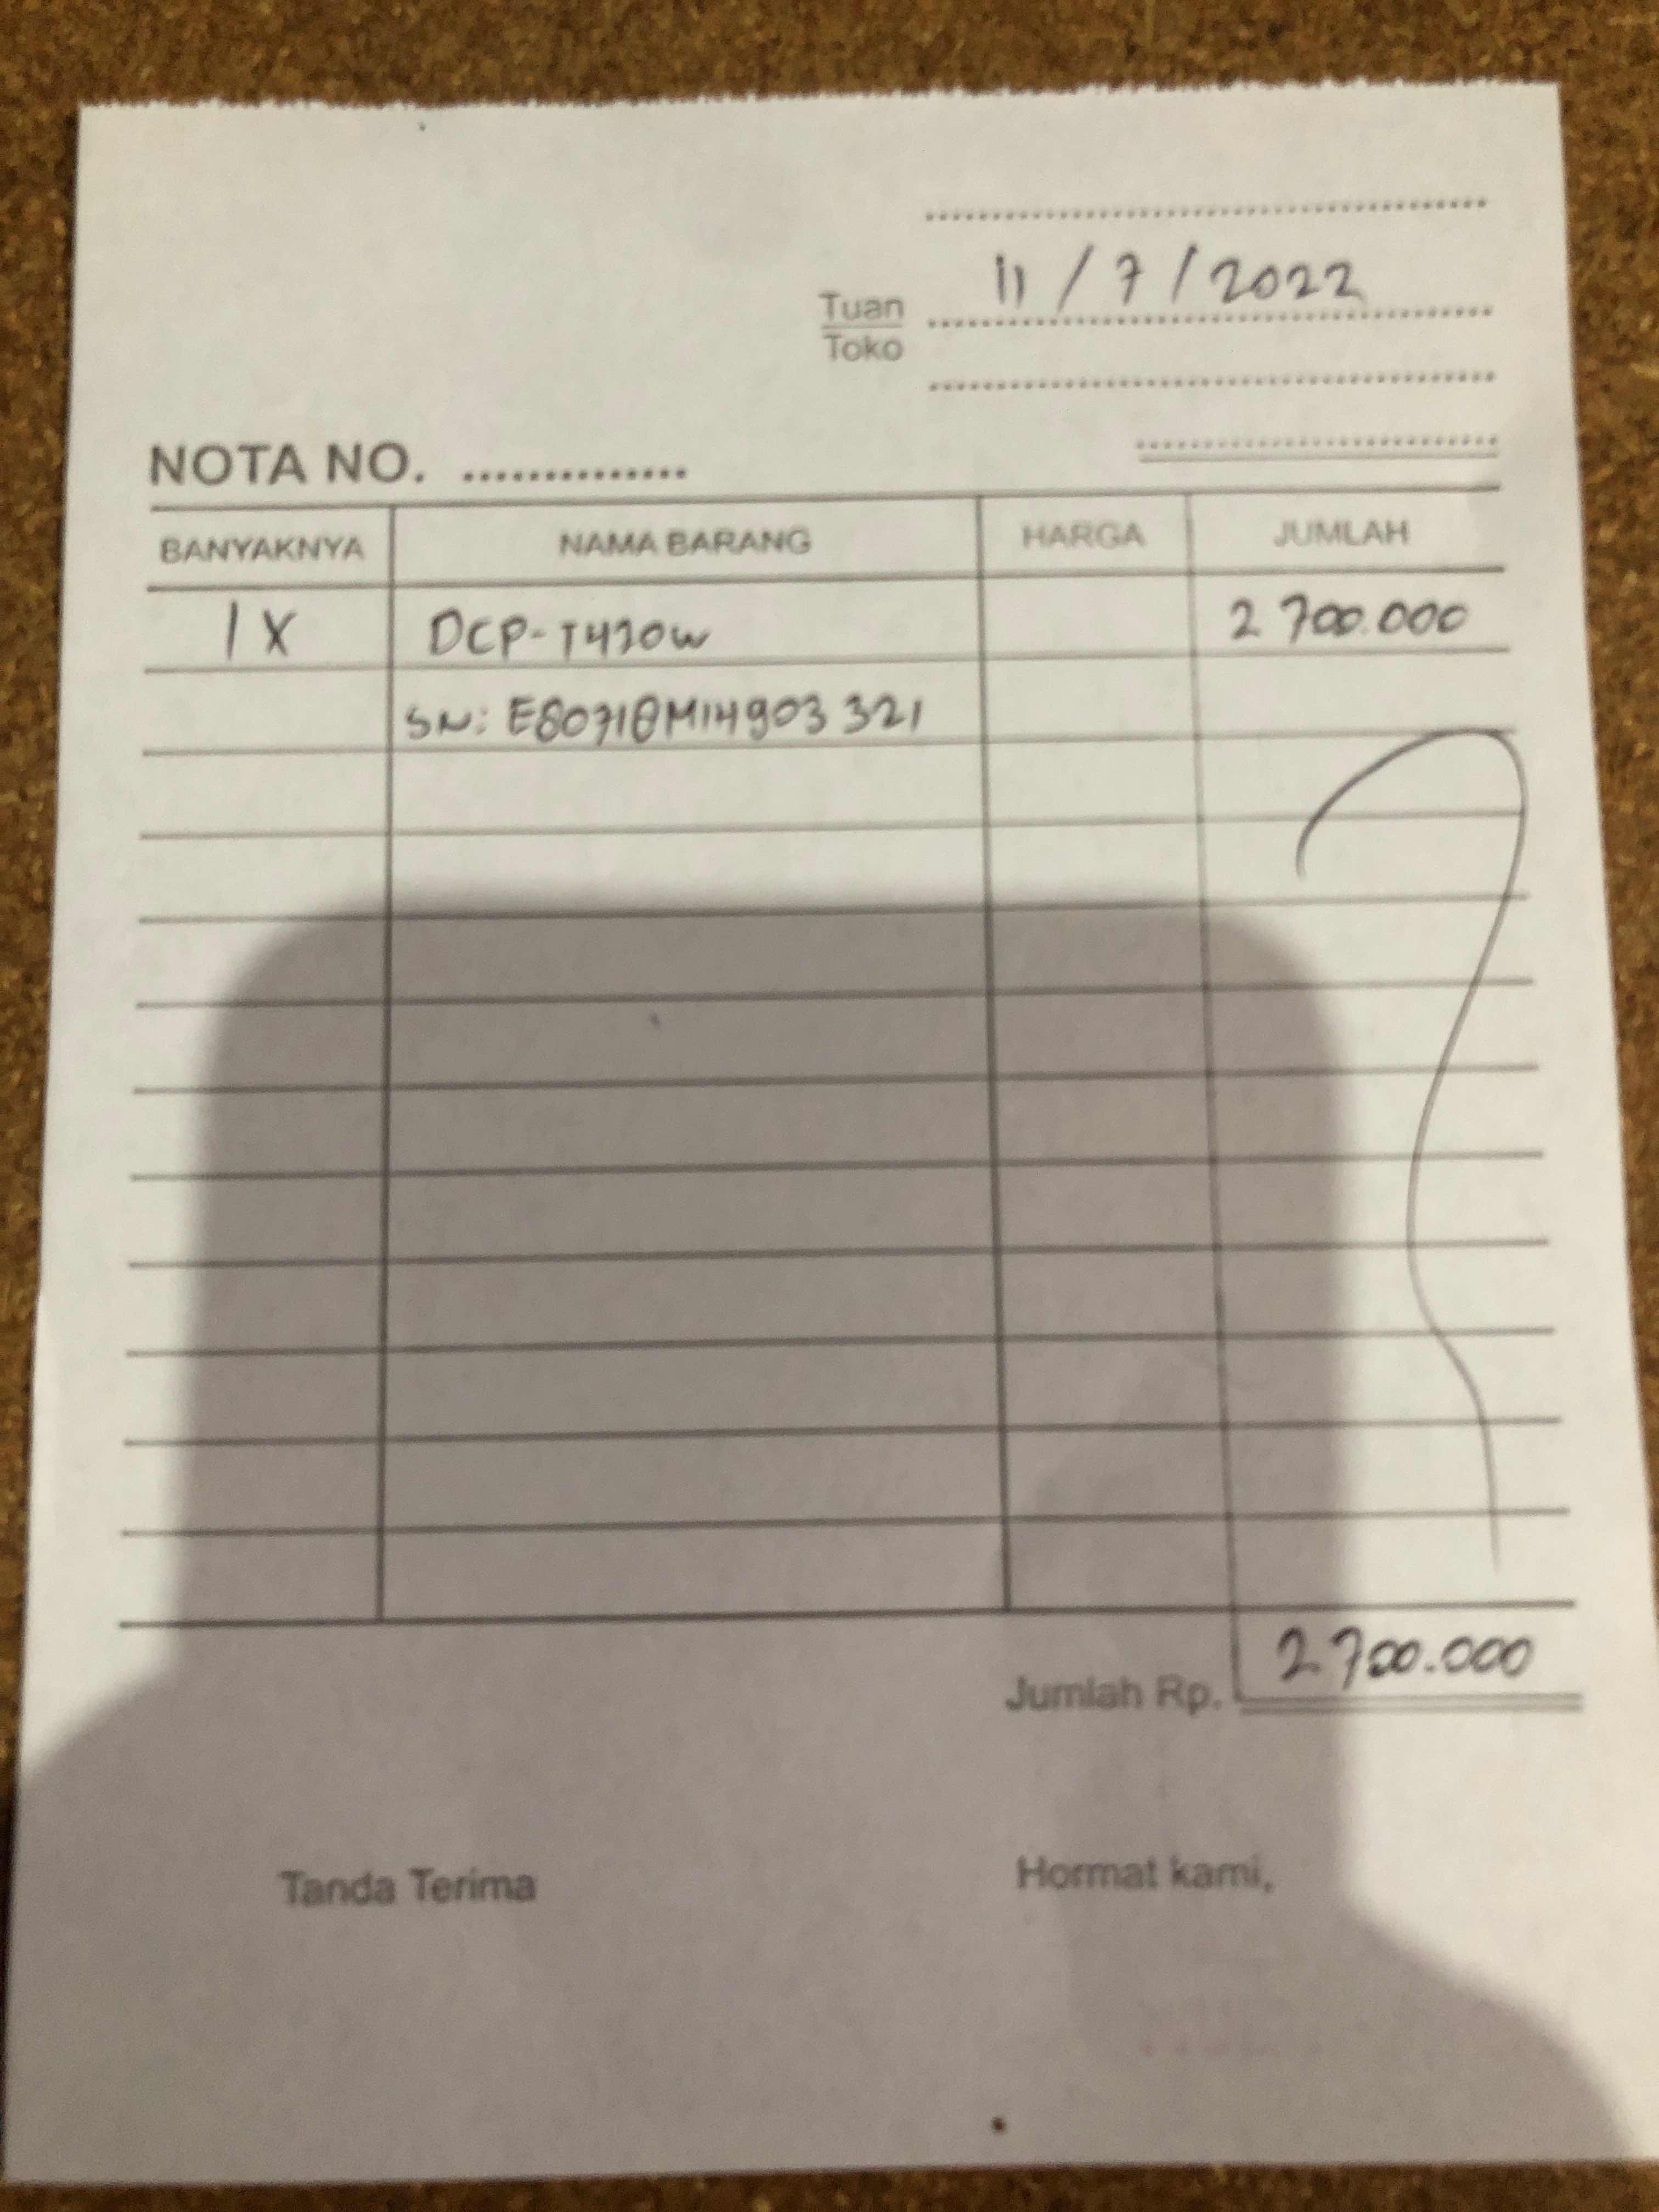 11 / 7 / 2022
Tuan
Toko
NOTA NO. ..............
BANYAKNYA NAMA BARANG HARGA JUMLAH
1 X DCP-T420W 2 700.000
SN: E80718M1H903321
Jumlah Rp. 2.700.000
Tanda Terima Hormat kami,